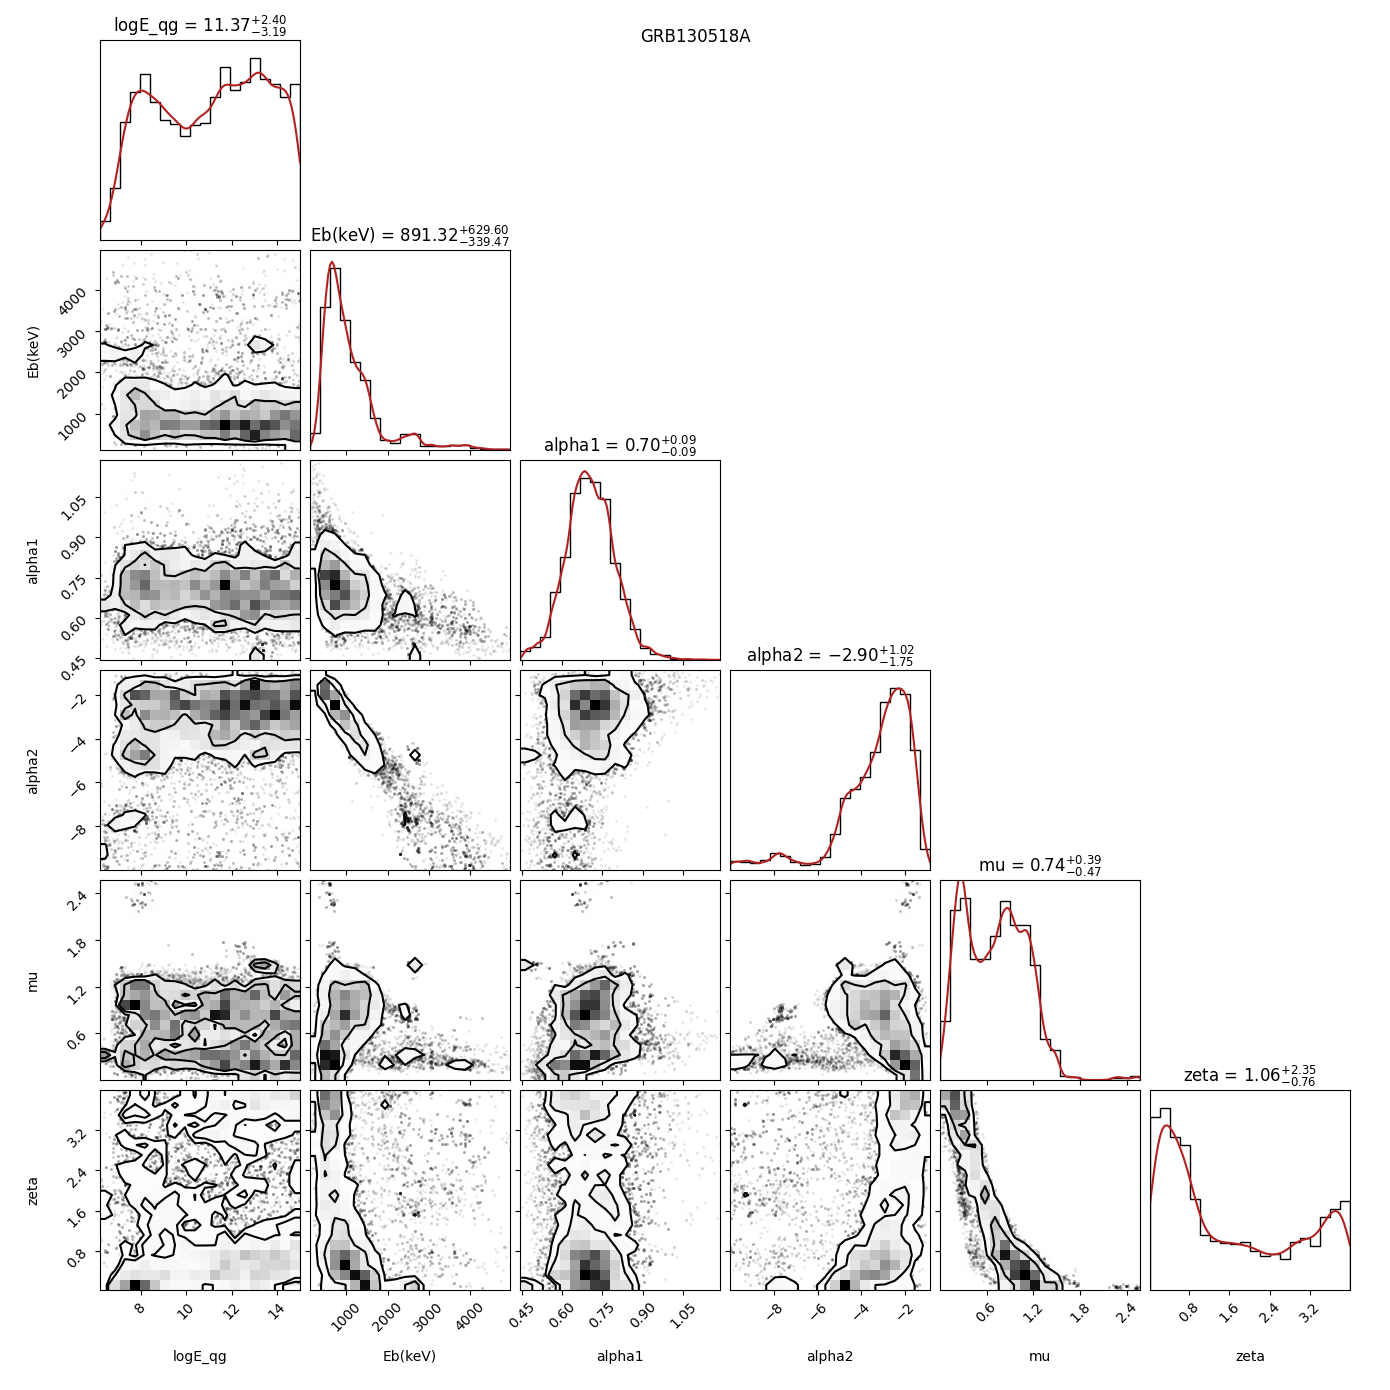 GRB130518A
logE_qg = 11.37^{+2.40}_{-3.19}
Eb(keV) = 891.32^{+629.60}_{-339.47}
Eb(keV)
4000
3000
2000
1000
alpha1 = 0.70^{+0.09}_{-0.09}
alpha1
1.05
0.90
0.75
0.60
0.45
alpha2 = −2.90^{+1.02}_{−1.75}
alpha2
−2
−4
−6
−8
mu = 0.74^{+0.39}_{−0.47}
mu
2.4
1.8
1.2
0.6
zeta = 1.06^{+2.35}_{−0.76}
zeta
3.2
2.4
1.6
0.8
8 10 12 14 1000 2000 3000 4000 0.45 0.60 0.75 0.90 1.05 −8 −6 −4 −2 0.6 1.2 1.8 2.4 0.8 1.6 2.4 3.2
logE_qg Eb(keV) alpha1 alpha2 mu zeta